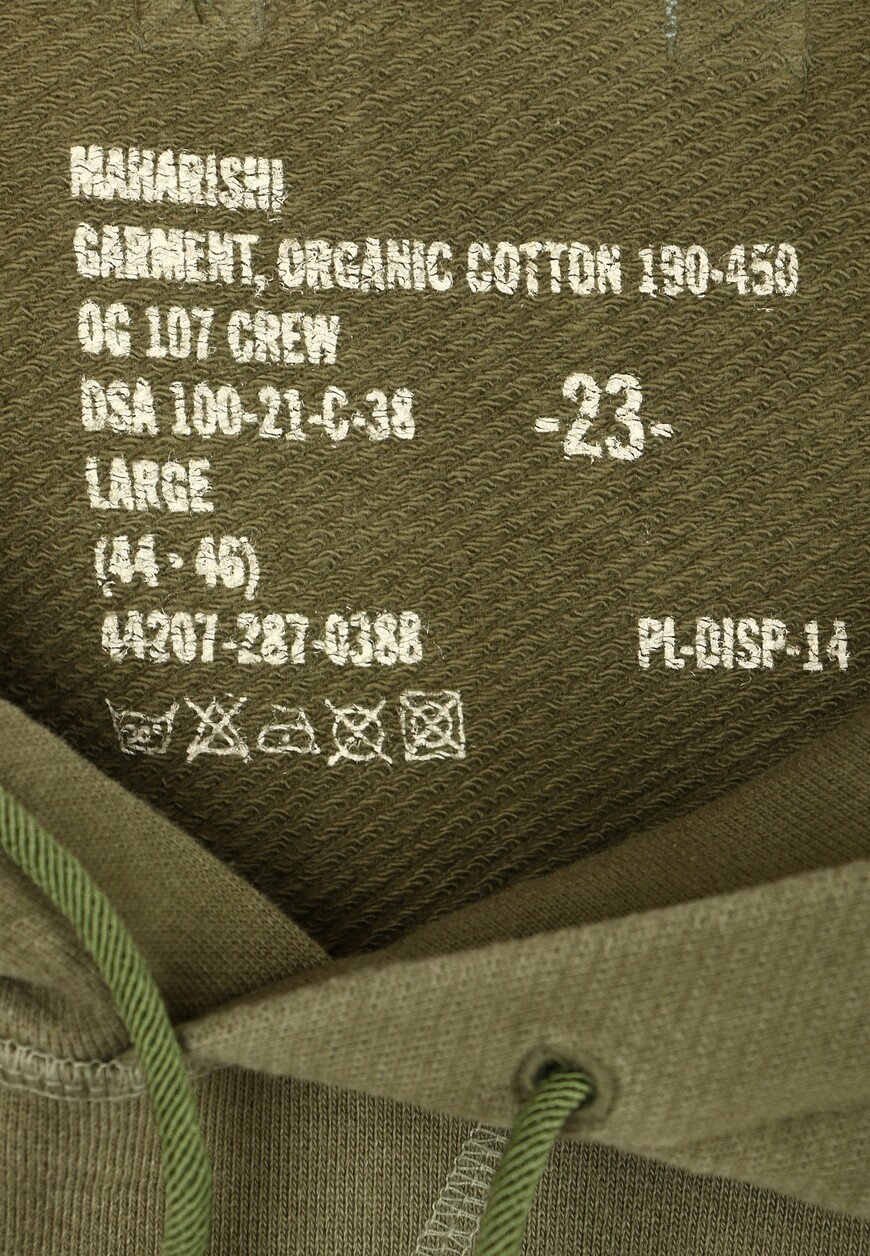 MAHARISHI
GARMENT, ORGANIC COTTON 190-450
OG 107 CREW
DSA 100-21-C-38
-23-
LARGE
(44 · 46)
44207-287-038B
PL-DISP-14